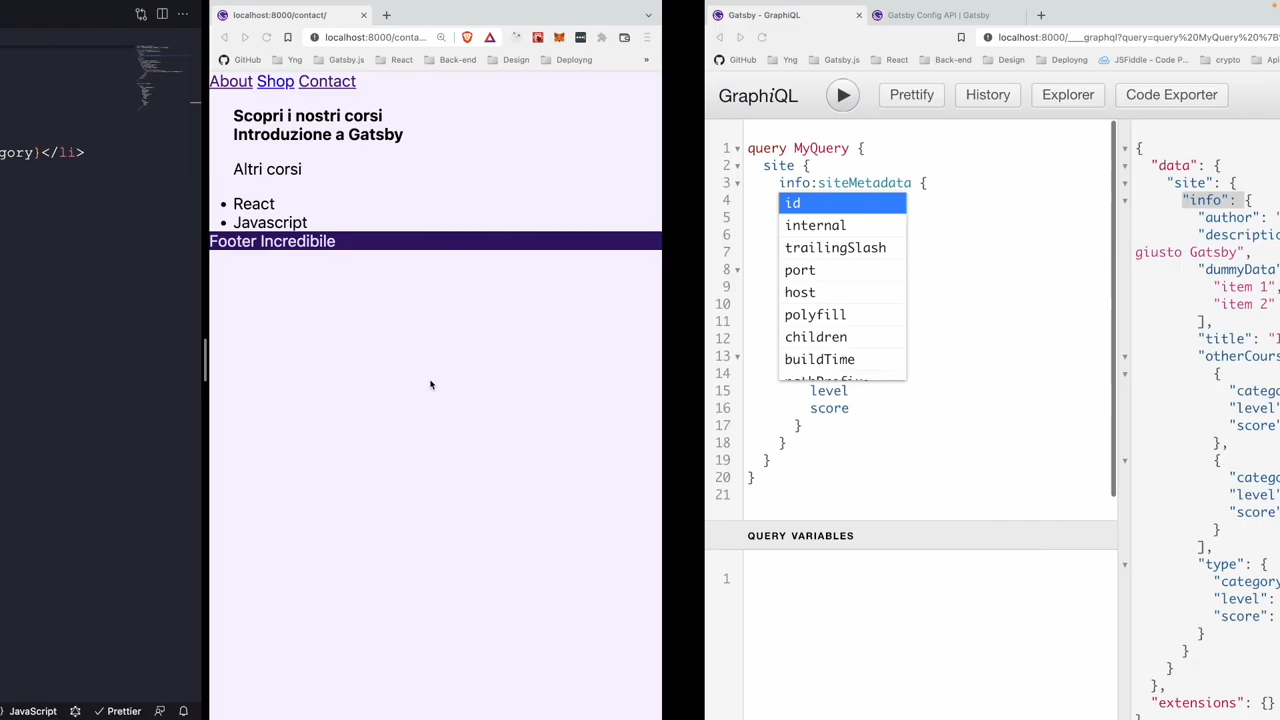 gory}</li>
JavaScript
Prettier
localhost:8000/contact/
localhost:8000/conta...
GitHub
Yng
Gatsby.js
React
Back-end
Design
Deployng
»
About Shop Contact
Scopri i nostri corsi
Introduzione a Gatsby
Altri corsi
• React
• Javascript
Footer Incredibile
Gatsby - GraphiQL
Gatsby Config API | Gatsby
localhost:8000/___graphql?query=query%20MyQuery%20%7B
GitHub
Yng
Gatsby.js
React
Back-end
Design
Deployng
JSFiddle - Code P...
crypto
GraphiQL
Prettify
History
Explorer
Code Exporter
1 query MyQuery {
2 site {
3 info:siteMetadata {
4
5
6
7
8
9
10
11
12
13
14
15 level
16 score
17 }
18 }
19 }
20 }
21
id
internal
trailingSlash
port
host
polyfill
children
buildTime
QUERY VARIABLES
1
{
"data": {
"site": {
"info": {
"author": "
"description
giusto Gatsby",
"dummyData"
"item 1",
"item 2"
],
"title": "I
"otherCours
{
"catego
"level"
"score"
},
{
"catego
"level"
"score"
}
],
"type": {
"category
"level":
"score":
}
}
}
},
"extensions": {}